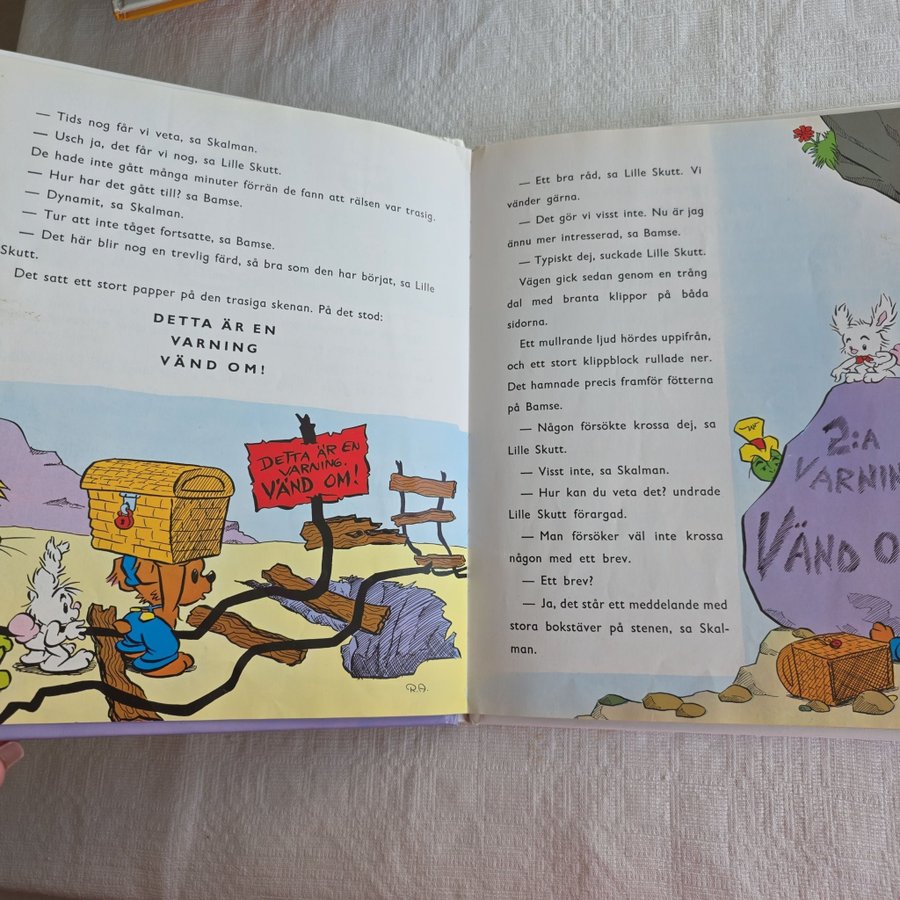 — Tids nog får vi veta, sa Skalman.
— Usch ja, det får vi nog, sa Lille Skutt.
De hade inte gått många minuter förrän de fann att rälsen var trasig.
— Hur har det gått till? sa Bamse.
— Dynamit, sa Skalman.
— Tur att inte tåget fortsatte, sa Bamse.
— Det här blir nog en trevlig färd, så bra som den har börjat, sa Lille
Skutt.
Det satt ett stort papper på den trasiga skenan. På det stod:
DETTA ÄR EN
VARNING
VÄND OM!
DETTA ÄR EN
VARNING.
VÄND OM!
R.A.
— Ett bra råd, sa Lille Skutt. Vi
vänder gärna.
— Det gör vi visst inte. Nu är jag
ännu mer intresserad, sa Bamse.
— Typiskt dej, suckade Lille Skutt.
Vägen gick sedan genom en trång
dal med branta klippor på båda
sidorna.
Ett mullrande ljud hördes uppifrån,
och ett stort klippblock rullade ner.
Det hamnade precis framför fötterna
på Bamse.
— Någon försökte krossa dej, sa
Lille Skutt.
— Visst inte, sa Skalman.
— Hur kan du veta det? undrade
Lille Skutt förargad.
— Man försöker väl inte krossa
någon med ett brev.
— Ett brev?
— Ja, det står ett meddelande med
stora bokstäver på stenen, sa Skal-
man.
2:A
VARNIN
VÄND O